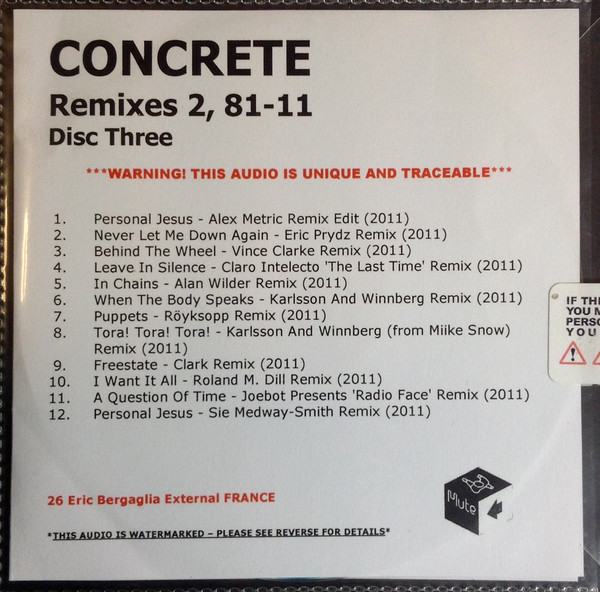 CONCRETE
Remixes 2, 81-11
Disc Three
***WARNING! THIS AUDIO IS UNIQUE AND TRACEABLE***
1. Personal Jesus - Alex Metric Remix Edit (2011)
2. Never Let Me Down Again - Eric Prydz Remix (2011)
3. Behind The Wheel - Vince Clarke Remix (2011)
4. Leave In Silence - Claro Intelecto 'The Last Time' Remix (2011)
5. In Chains - Alan Wilder Remix (2011)
6. When The Body Speaks - Karlsson And Winnberg Remix (2011)
7. Puppets - Röyksopp Remix (2011)
8. Tora! Tora! Tora! - Karlsson And Winnberg (from Miike Snow)
Remix (2011)
9. Freestate - Clark Remix (2011)
10. I Want It All - Roland M. Dill Remix (2011)
11. A Question Of Time - Joebot Presents 'Radio Face' Remix (2011)
12. Personal Jesus - Sie Medway-Smith Remix (2011)
IF THI
YOU M
PERSO
YOU
26 Eric Bergaglia External FRANCE
Mute
*THIS AUDIO IS WATERMARKED – PLEASE SEE REVERSE FOR DETAILS*